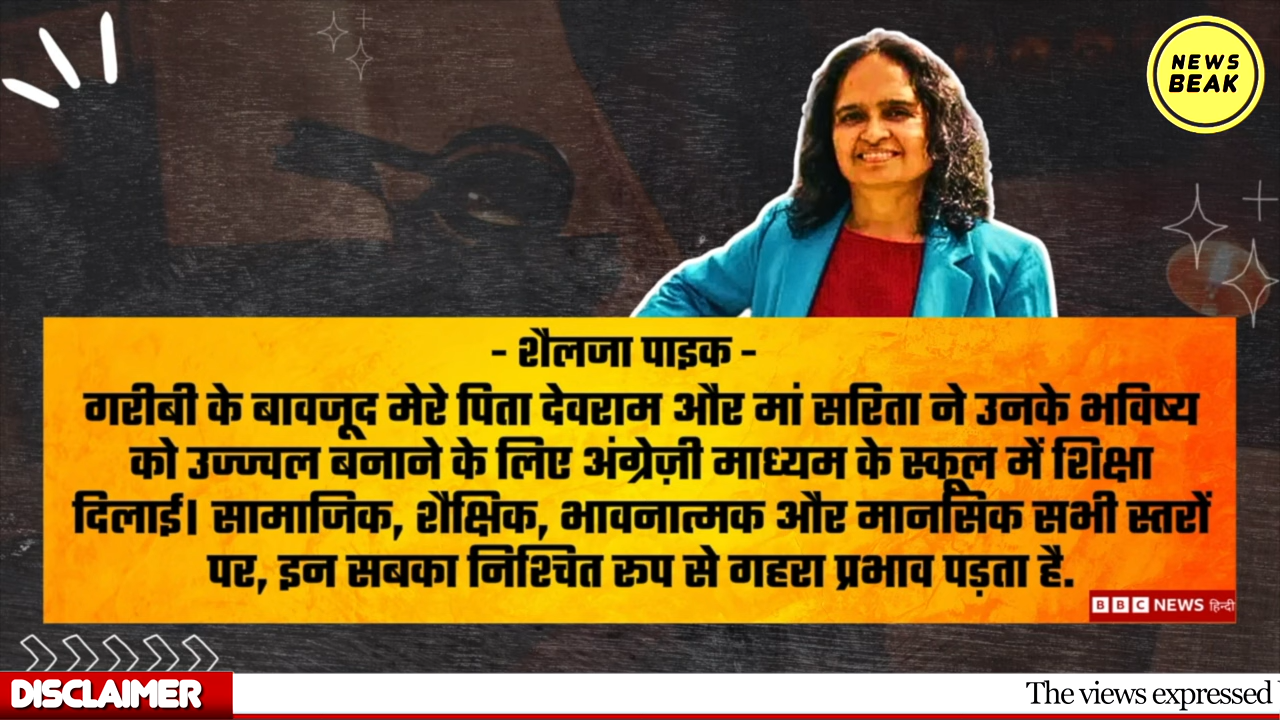 NEWS
BEAK
- शैलजा पाइक -
गरीबी के बावजूद मेरे पिता देवराम और मां सरिता ने उनके भविष्य
को उज्ज्वल बनाने के लिए अंग्रेज़ी माध्यम के स्कूल में शिक्षा
दिलाई। सामाजिक, शैक्षिक, भावनात्मक और मानसिक सभी स्तरों
पर, इन सबका निश्चित रूप से गहरा प्रभाव पड़ता है.
BBC NEWS हिन्दी
DISCLAIMER
The views expressed